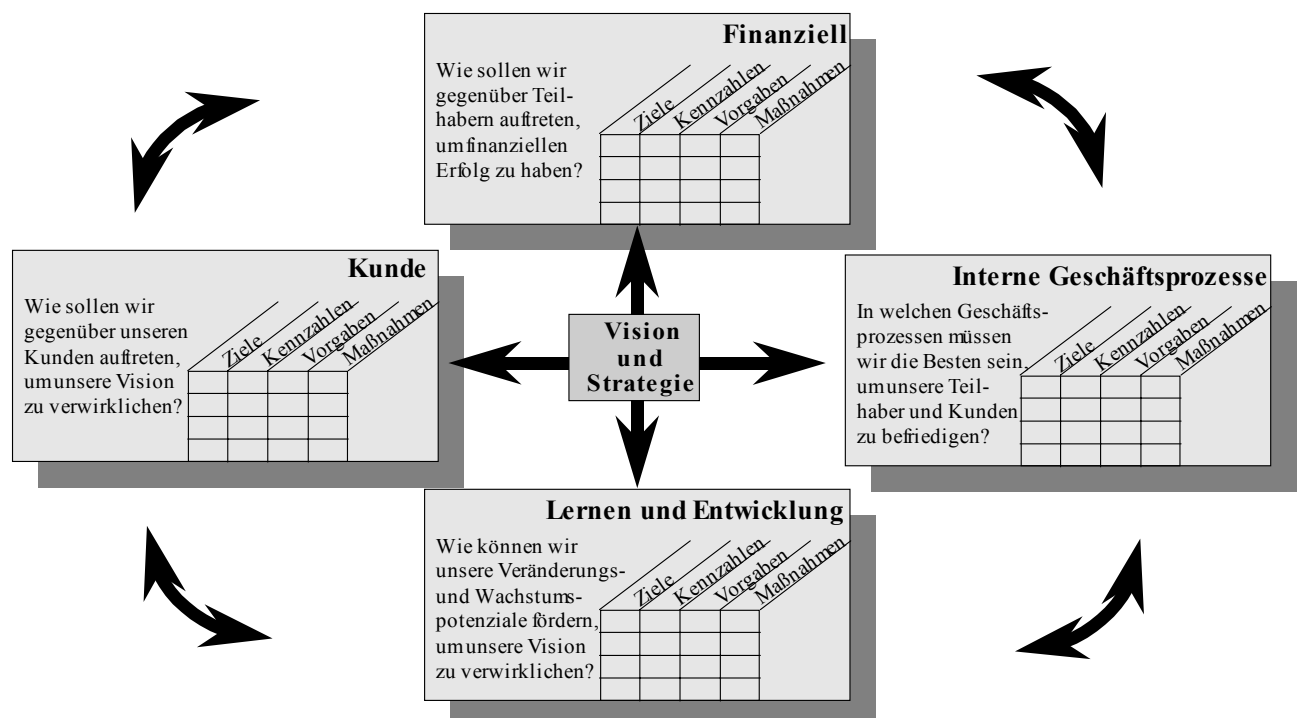 Finanziell
Wie sollen wir
gegenüber Teil-
habern auftreten,
um finanziellen
Erfolg zu haben?
Ziele
Kennzahlen
Vorgaben
Maßnahmen
Kunde
Wie sollen wir
gegenüber unseren
Kunden auftreten,
um unsere Vision
zu verwirklichen?
Ziele
Kennzahlen
Vorgaben
Maßnahmen
Vision
und
Strategie
Interne Geschäftsprozesse
In welchen Geschäfts-
prozessen müssen
wir die Besten sein,
um unsere Teil-
haber und Kunden
zu befriedigen?
Ziele
Kennzahlen
Vorgaben
Maßnahmen
Lernen und Entwicklung
Wie können wir
unsere Veränderungs-
und Wachstums-
potenziale fördern,
um unsere Vision
zu verwirklichen?
Ziele
Kennzahlen
Vorgaben
Maßnahmen